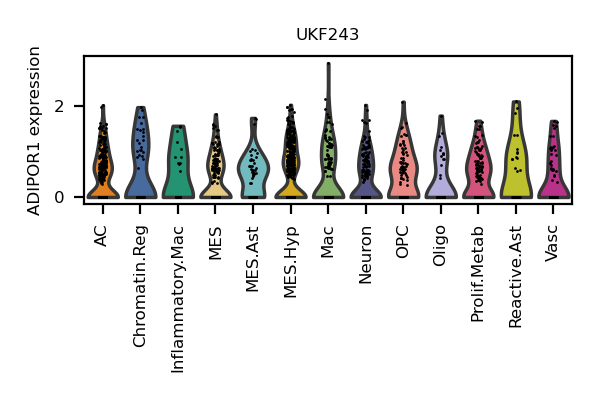 UKF243
ADIPOR1 expression
2
0
AC
Chromatin.Reg
Inflammatory.Mac
MES
MES.Ast
MES.Hyp
Mac
Neuron
OPC
Oligo
Prolif.Metab
Reactive.Ast
Vasc